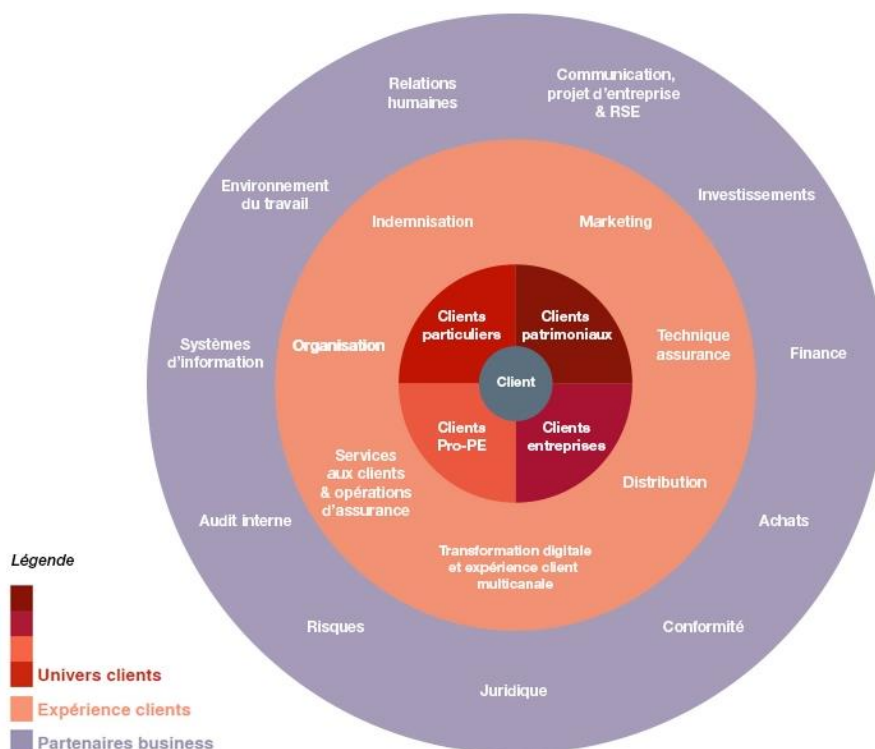 Relations
humaines
Communication,
projet d'entreprise
& RSE
Environnement
du travail
Investissements
Indemnisation
Marketing
Clients
particuliers
Clients
patrimoniaux
Systèmes
d'information
Organisation
Technique
assurance
Finance
Client
Clients
Pro-PE
Clients
entreprises
Services
aux clients
& opérations
d'assurance
Distribution
Audit interne
Achats
Transformation digitale
et expérience client
multicanale
Risques
Conformité
Juridique
Légende
Univers clients
Expérience clients
Partenaires business